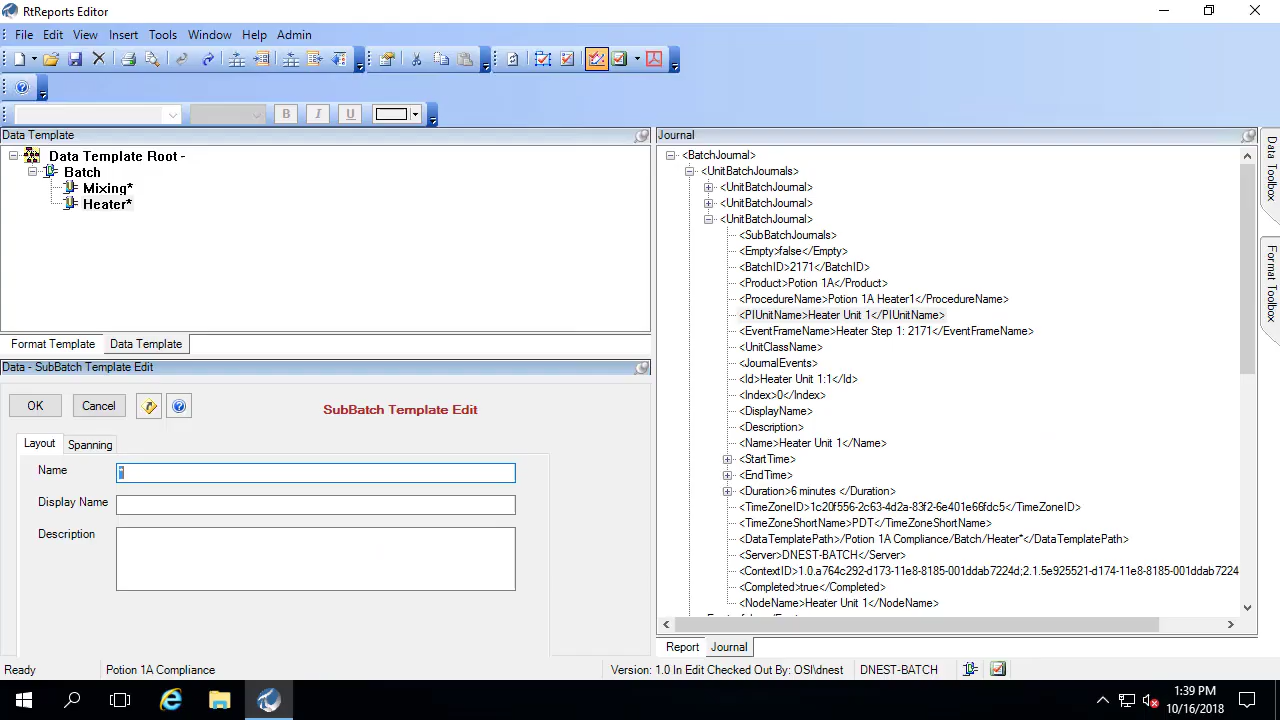 RtReports Editor
File Edit View Insert Tools Window Help Admin
B I U
Data Template
Data Template Root -
Batch
Mixing*
Heater*
Format Template Data Template
Data - SubBatch Template Edit
OK Cancel SubBatch Template Edit
Layout Spanning
Name *
Display Name
Description
Journal
<BatchJournal>
<UnitBatchJournals>
<UnitBatchJournal>
<UnitBatchJournal>
<UnitBatchJournal>
<SubBatchJournals>
<Empty>false</Empty>
<BatchID>2171</BatchID>
<Product>Potion 1A</Product>
<ProcedureName>Potion 1A Heater1</ProcedureName>
<PIUnitName>Heater Unit 1</PIUnitName>
<EventFrameName>Heater Step 1: 2171</EventFrameName>
<UnitClassName>
<JournalEvents>
<Id>Heater Unit 1:1</Id>
<Index>0</Index>
<DisplayName>
<Description>
<Name>Heater Unit 1</Name>
<StartTime>
<EndTime>
<Duration>6 minutes </Duration>
<TimeZoneID>1c20f556-2c63-4d2a-83f2-6e401e66fdc5</TimeZoneID>
<TimeZoneShortName>PDT</TimeZoneShortName>
<DataTemplatePath>/Potion 1A Compliance/Batch/Heater*</DataTemplatePath>
<Server>DNEST-BATCH</Server>
<ContextID>1.0.a764c292-d173-11e8-8185-001ddab7224d;2.1.5e925521-d174-11e8-8185-001ddab7224
<Completed>true</Completed>
<NodeName>Heater Unit 1</NodeName>
Report Journal
Data Toolbox
Format Toolbox
Ready Potion 1A Compliance Version: 1.0 In Edit Checked Out By: OSI\dnest DNEST-BATCH
1:39 PM
10/16/2018